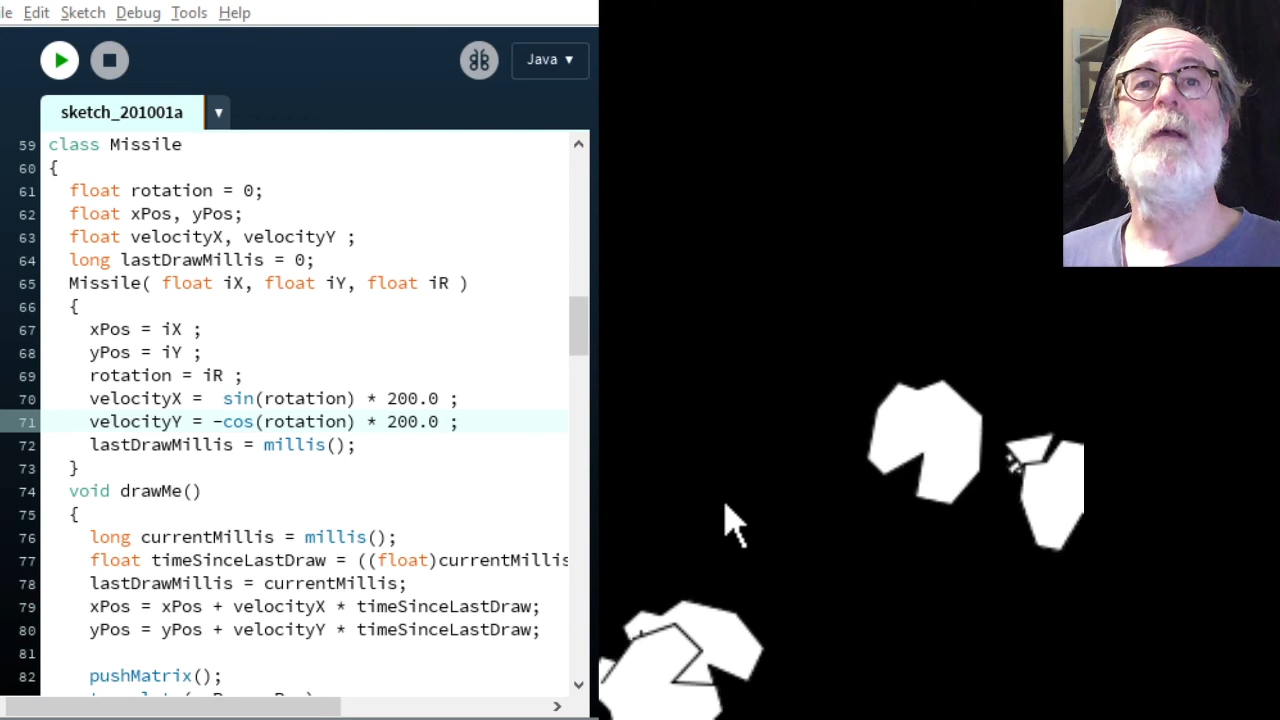 Edit Sketch Debug Tools Help
Java ▼
sketch_201001a ▼
59 class Missile
60 {
61 float rotation = 0;
62 float xPos, yPos;
63 float velocityX, velocityY ;
64 long lastDrawMillis = 0;
65 Missile( float iX, float iY, float iR )
66 {
67 xPos = iX ;
68 yPos = iY ;
69 rotation = iR ;
70 velocityX =  sin(rotation) * 200.0 ;
71 velocityY = -cos(rotation) * 200.0 ;
72 lastDrawMillis = millis();
73 }
74 void drawMe()
75 {
76 long currentMillis = millis();
77 float timeSinceLastDraw = ((float)currentMillis
78 lastDrawMillis = currentMillis;
79 xPos = xPos + velocityX * timeSinceLastDraw;
80 yPos = yPos + velocityY * timeSinceLastDraw;
81
82 pushMatrix();